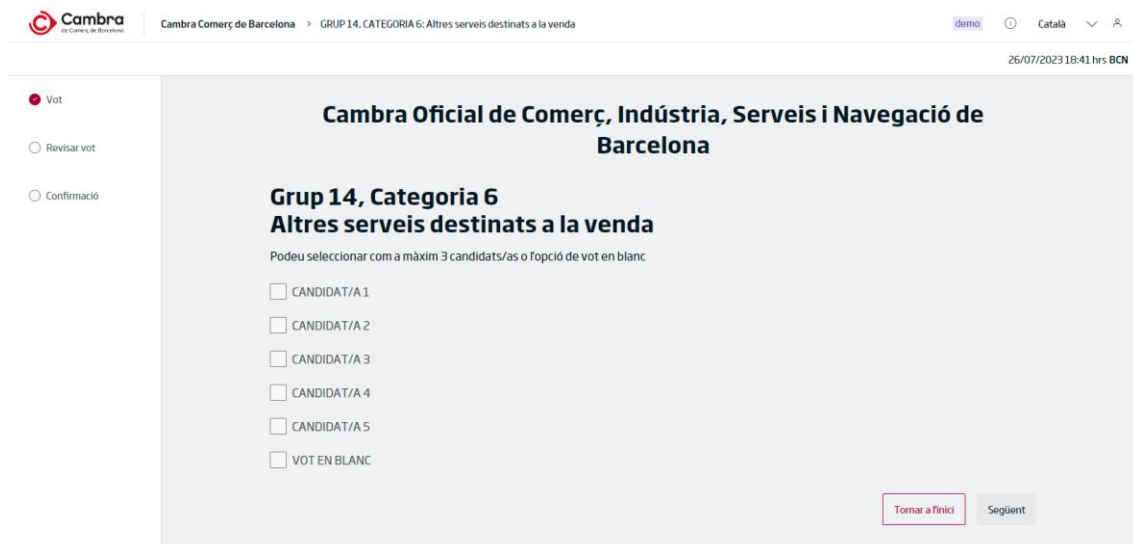 Cambra
de Comerç de Barcelona
Cambra Comerç de Barcelona > GRUP 14, CATEGORIA 6: Altres serveis destinats a la venda
demo
Català
26/07/2023 18:41 hrs BCN
Vot
Revisar vot
Confirmació
Cambra Oficial de Comerç, Indústria, Serveis i Navegació de
Barcelona
Grup 14, Categoria 6
Altres serveis destinats a la venda
Podeu seleccionar com a màxim 3 candidats/as o l'opció de vot en blanc
CANDIDAT/A 1
CANDIDAT/A 2
CANDIDAT/A 3
CANDIDAT/A 4
CANDIDAT/A 5
VOT EN BLANC
Tornar a l'inici
Següent